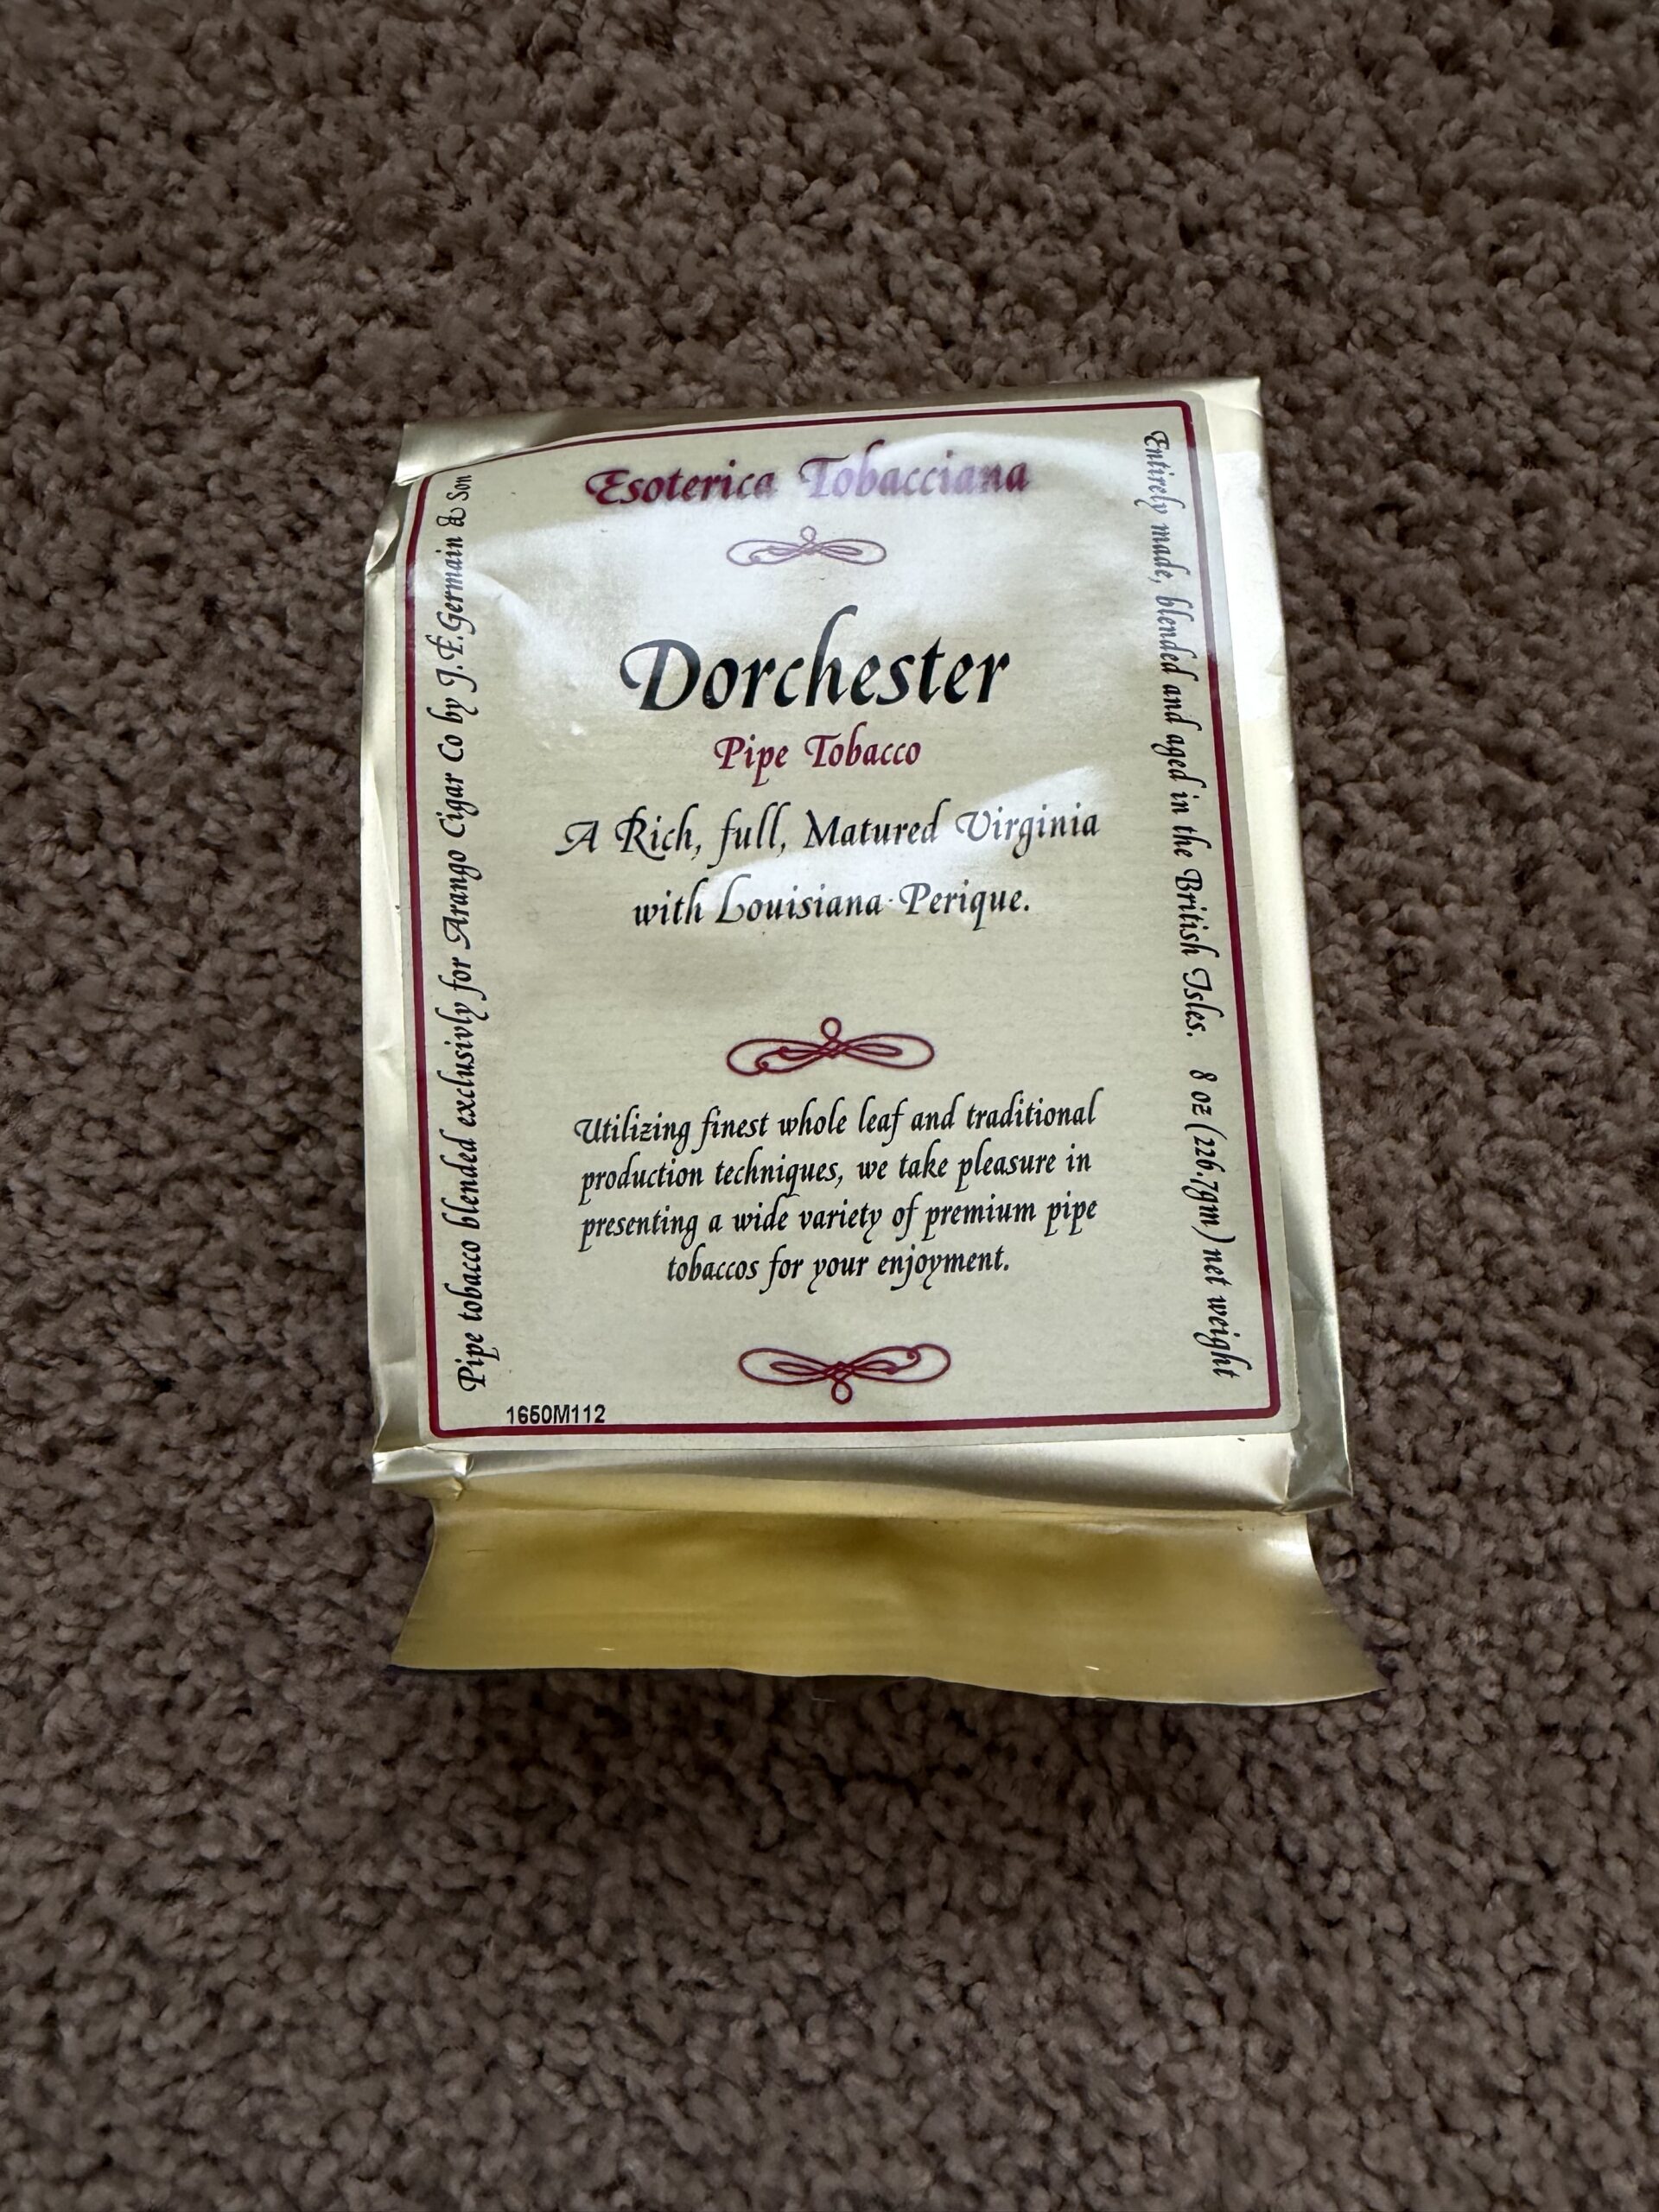 Esoterica Tobacciana
Dorchester
Pipe Tobacco
A Rich, full, Matured Virginia
with Louisiana Perique.
Utilizing finest whole leaf and traditional
production techniques, we take pleasure in
presenting a wide variety of premium pipe
tobaccos for your enjoyment.
1650M112
Pipe tobacco blended exclusivly for Arango Cigar Co by J.E.Germain & Son
Entirely made, blended and aged in the British Isles. 8 oz (226.7gm) net weight